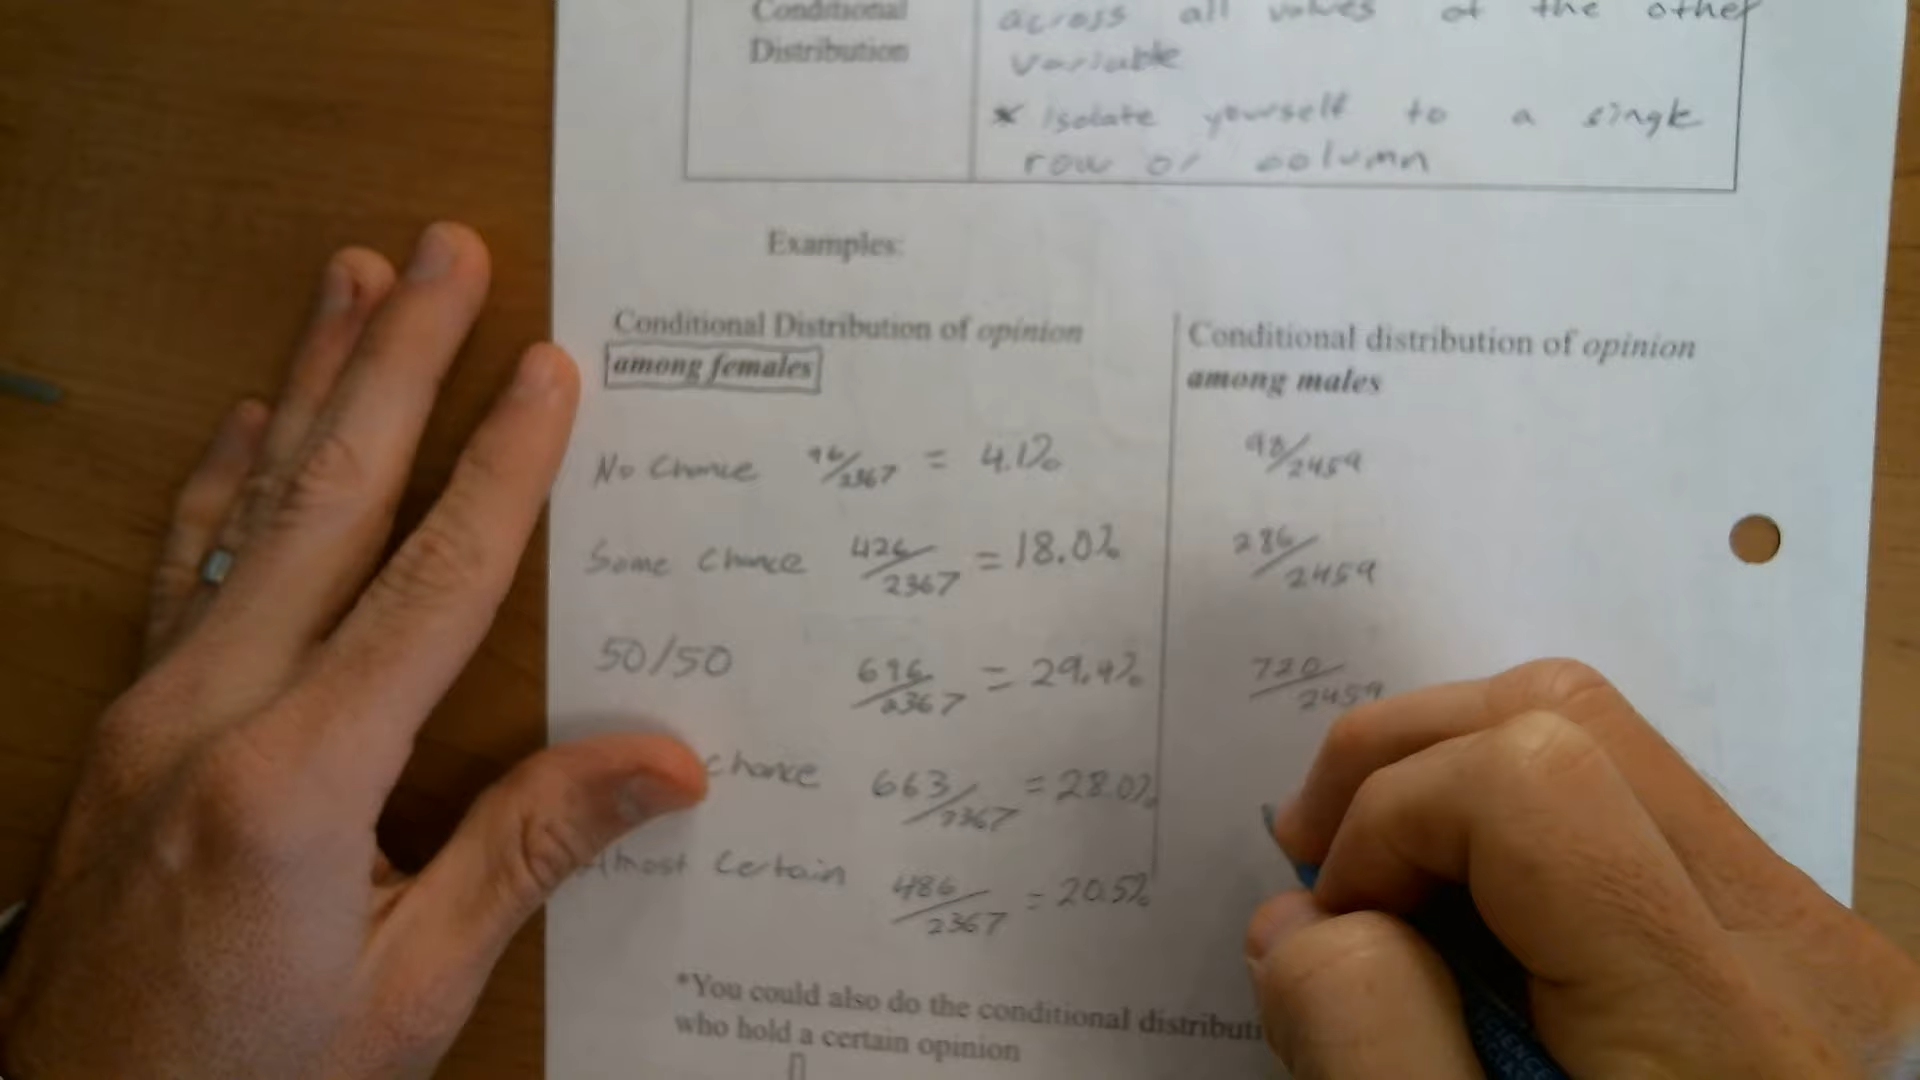 Conditional
Distribution
across all values of the other
variable
* isolate yourself to a single
row or column
Examples:
Conditional Distribution of opinion
among females
No Chance 96/2367 = 4.1%
Some Chance 426/2367 = 18.0%
50/50 696/2367 = 29.4%
chance 663/2367 = 28.0%
Almost Certain 486/2367 = 20.5%
Conditional distribution of opinion
among males
98/2459
286/2459
720/2459
*You could also do the conditional distributi
who hold a certain opinion